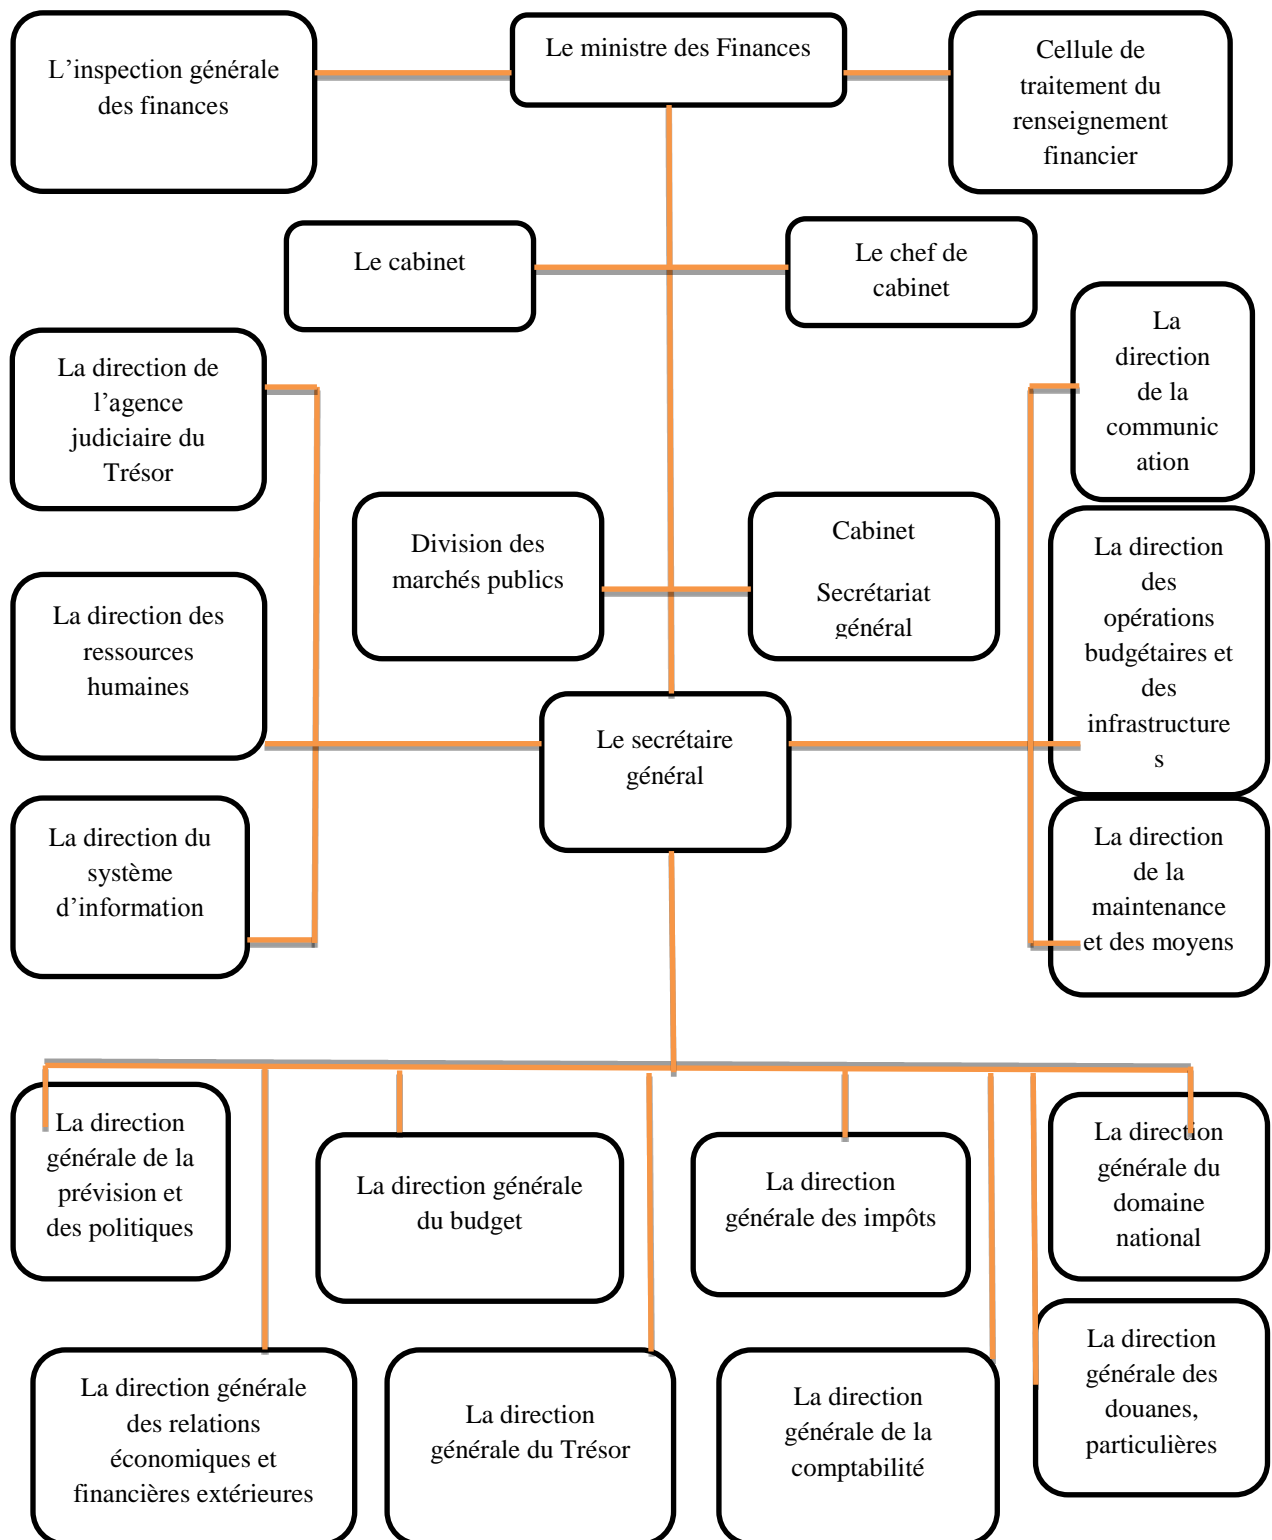 L’inspection générale
des finances
Le ministre des Finances
Cellule de
traitement du
renseignement
financier
Le cabinet
Le chef de
cabinet
La direction de
l’agence
judiciaire du
Trésor
La
direction
de la
communic
ation
Division des
marchés publics
Cabinet
Secrétariat
général
La direction
des
opérations
budgétaires et
des
infrastructure
s
La direction des
ressources
humaines
Le secrétaire
général
La direction du
système
d’information
La direction
de la
maintenance
et des moyens
La direction
générale de la
prévision et
des politiques
La direction générale
du budget
La direction
générale des impôts
La direction
générale du
domaine
national
La direction générale
des relations
économiques et
financières extérieures
La direction
générale du Trésor
La direction
générale de la
comptabilité
La direction
générale des
douanes,
particulières